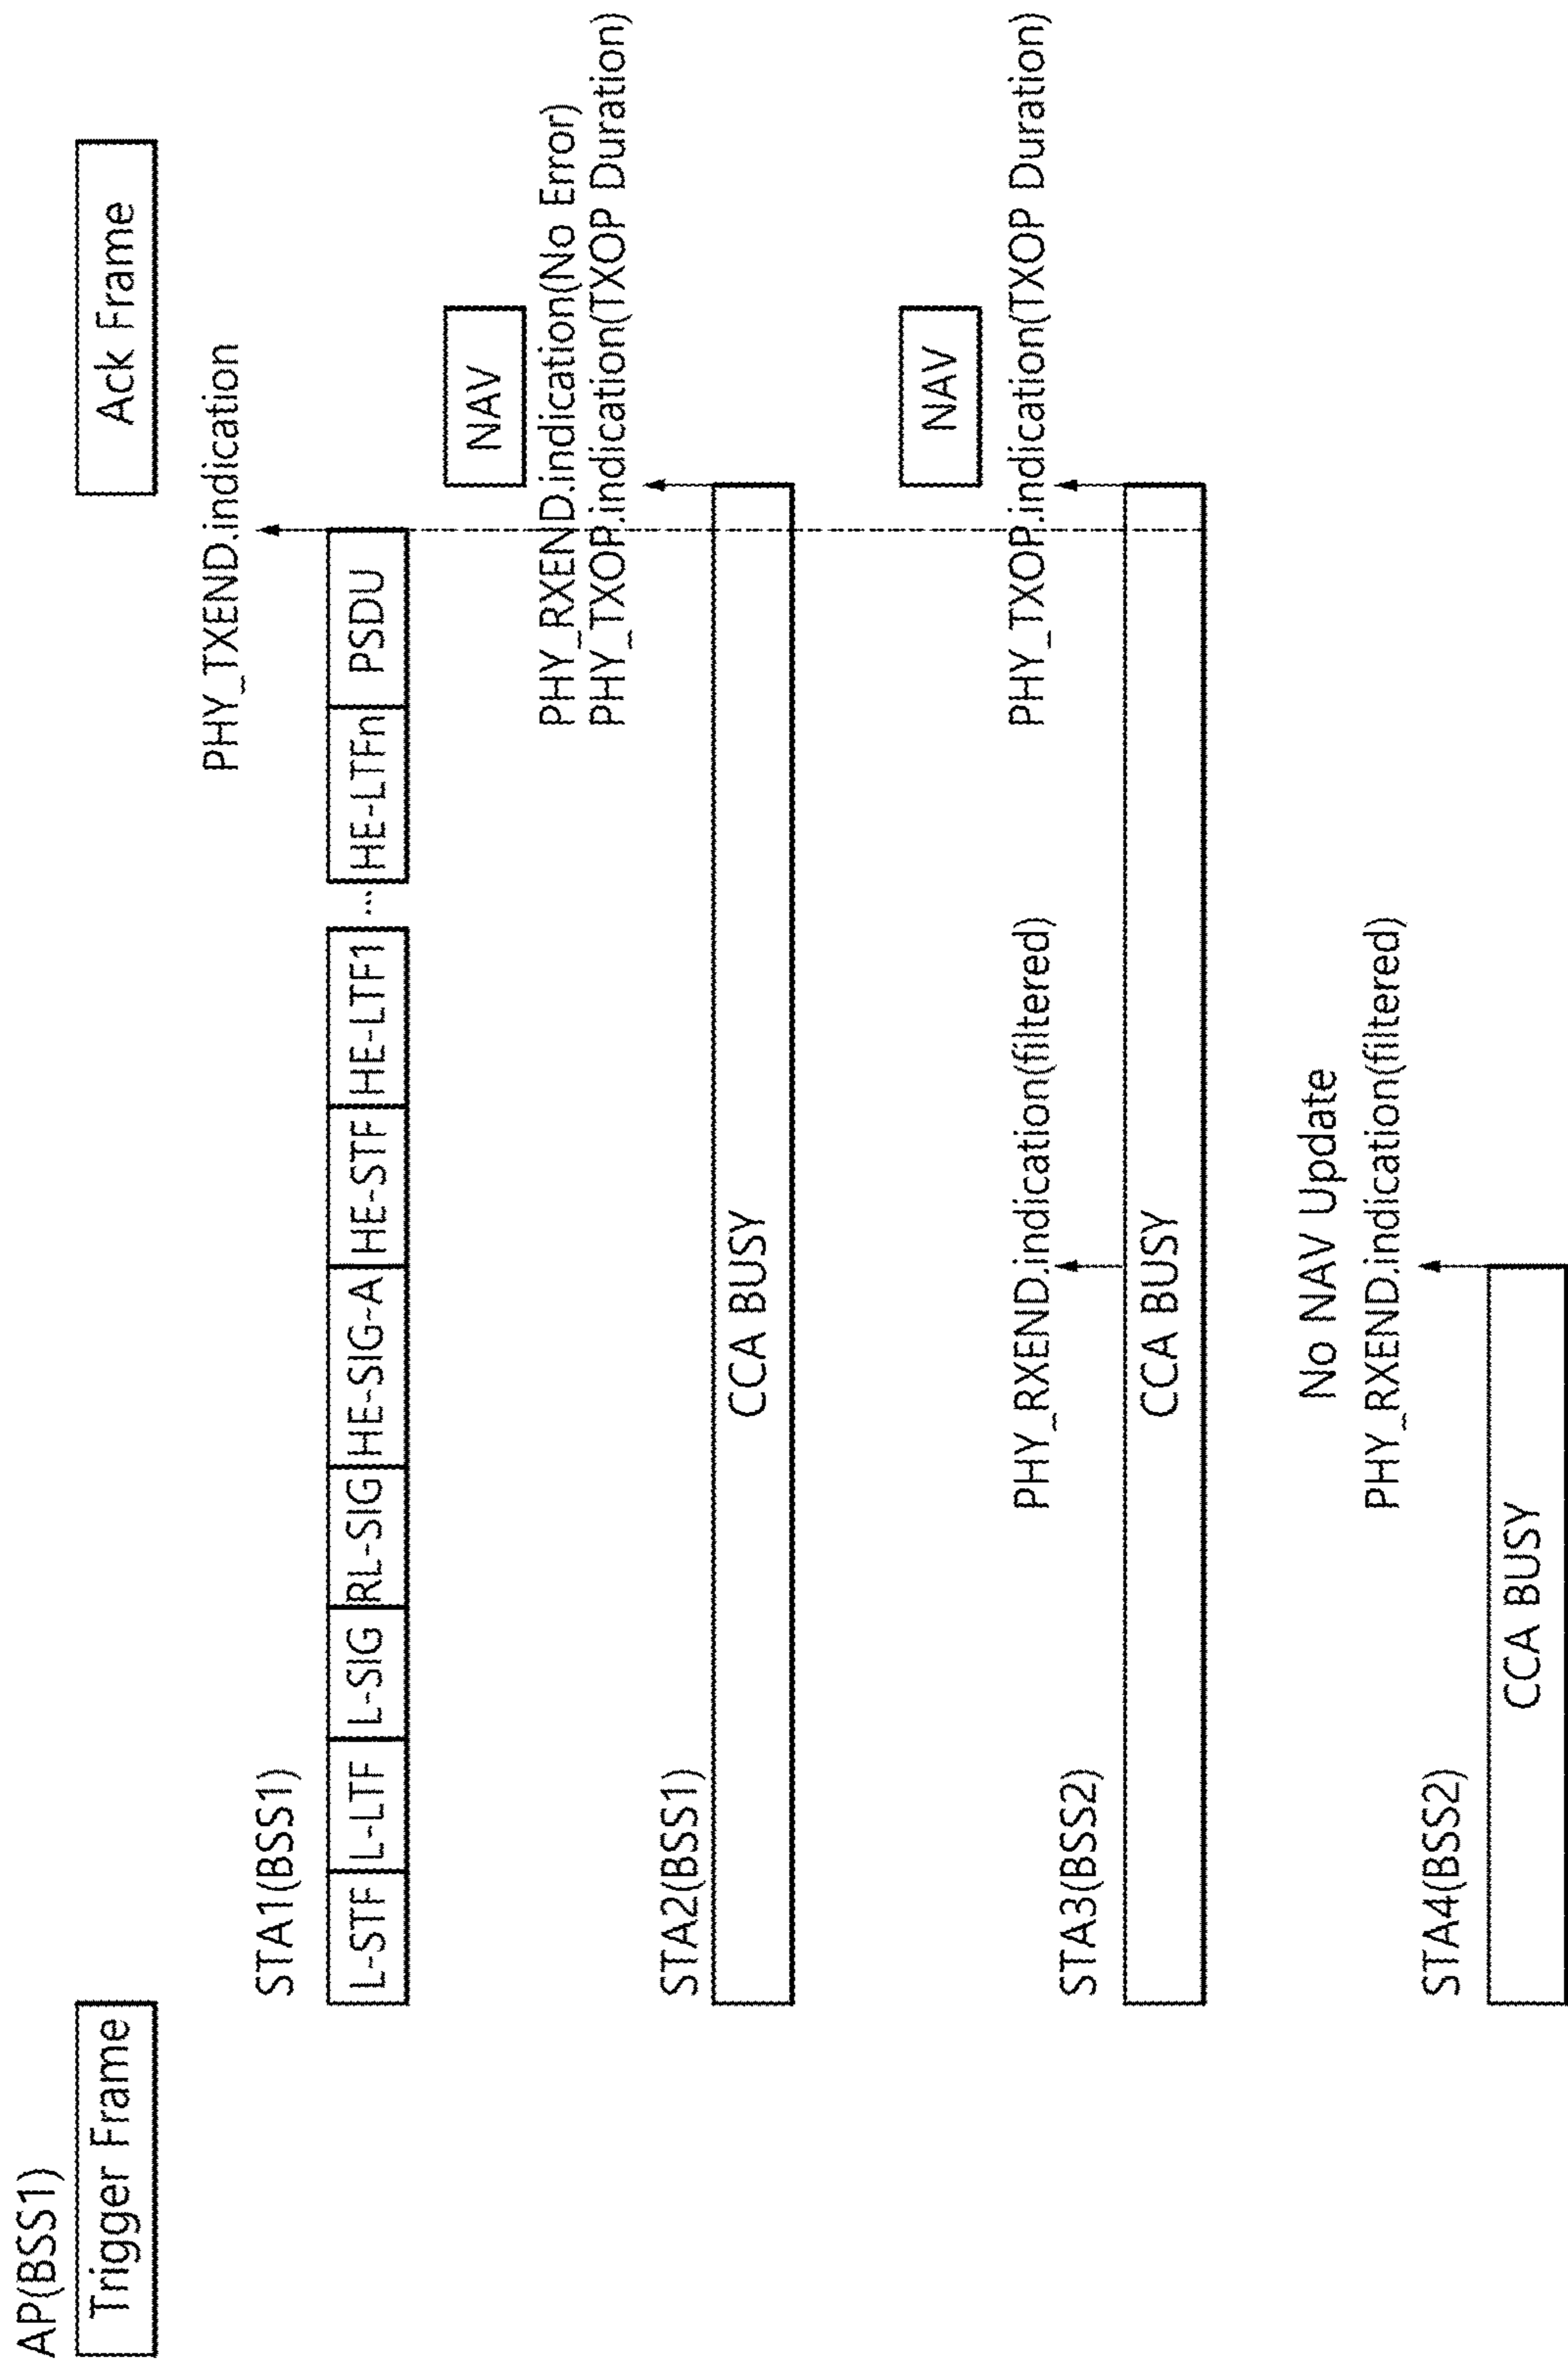 AP(BSS1)
Trigger Frame
Ack Frame
PHY_TXEND.indication
STA1(BSS1)
L-STF L-LTF L-SIG RL-SIG HE-SIG-A HE-STF HE-LTF1 ... HE-LTFn PSDU
NAV
PHY_RXEND.indication(No Error)
PHY_TXOP.indication(TXOP Duration)
STA2(BSS1)
CCA BUSY
NAV
PHY_RXEND.indication(filtered)
PHY_TXOP.indication(TXOP Duration)
STA3(BSS2)
CCA BUSY
No NAV Update
PHY_RXEND.indication(filtered)
STA4(BSS2)
CCA BUSY